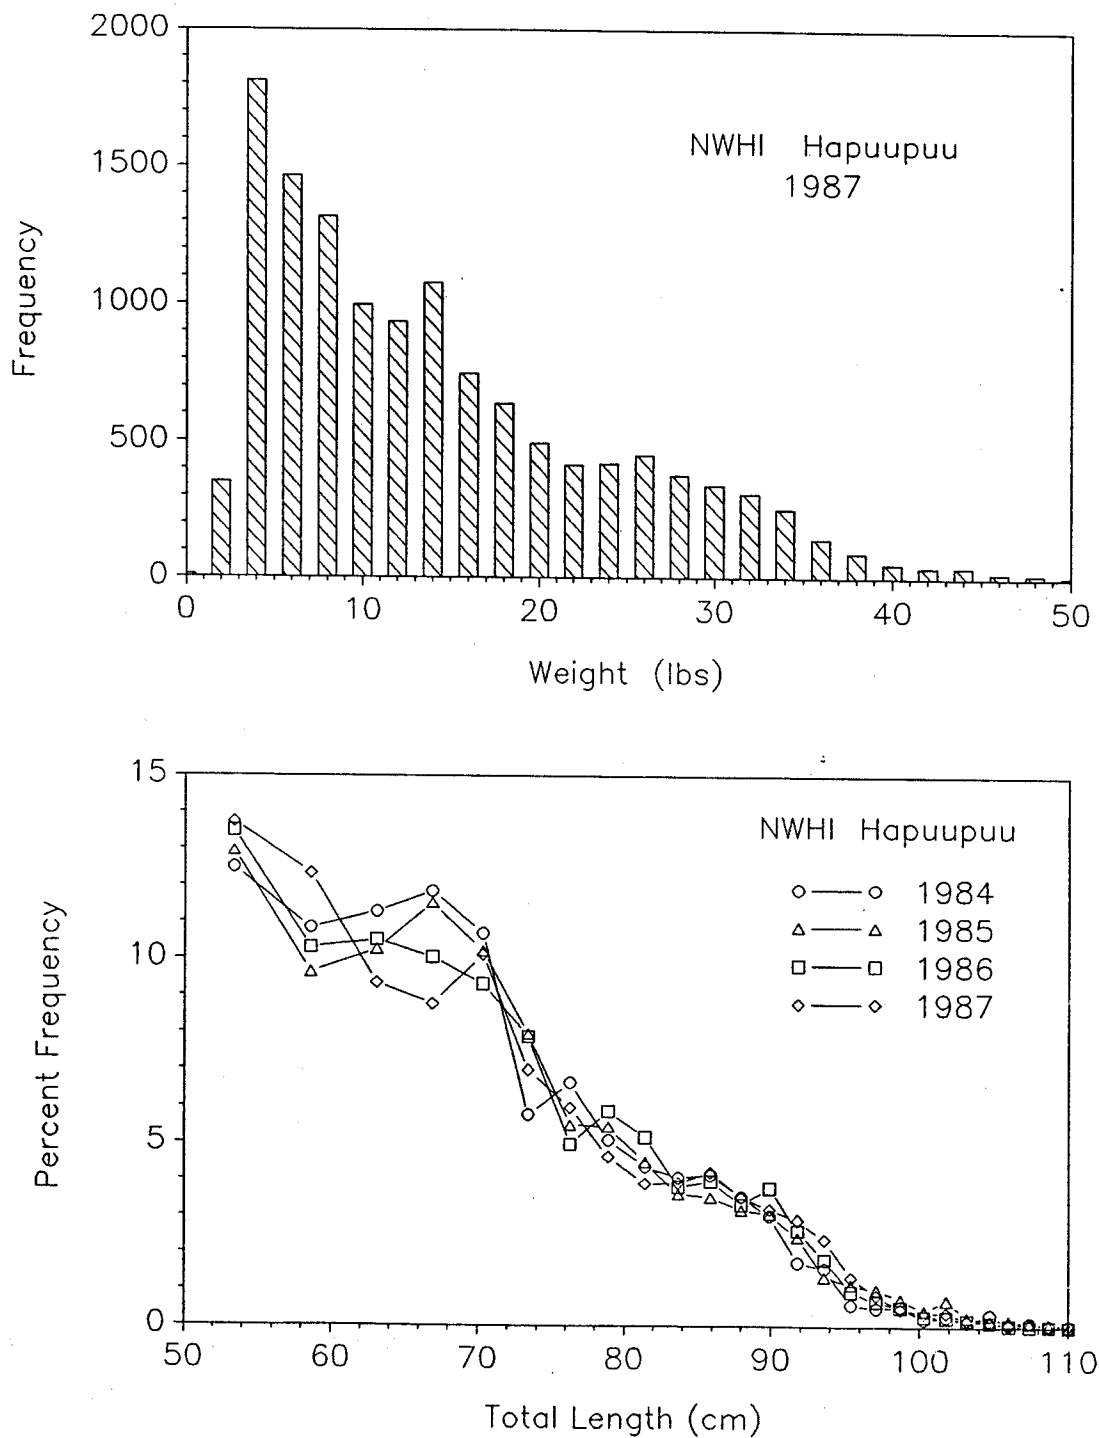 2000
1500
1000
500
0
Frequency
NWHI Hapuupuu
1987
0 10 20 30 40 50
Weight (lbs)
15
10
5
0
Percent Frequency
NWHI Hapuupuu
1984
1985
1986
1987
50 60 70 80 90 100 110
Total Length (cm)